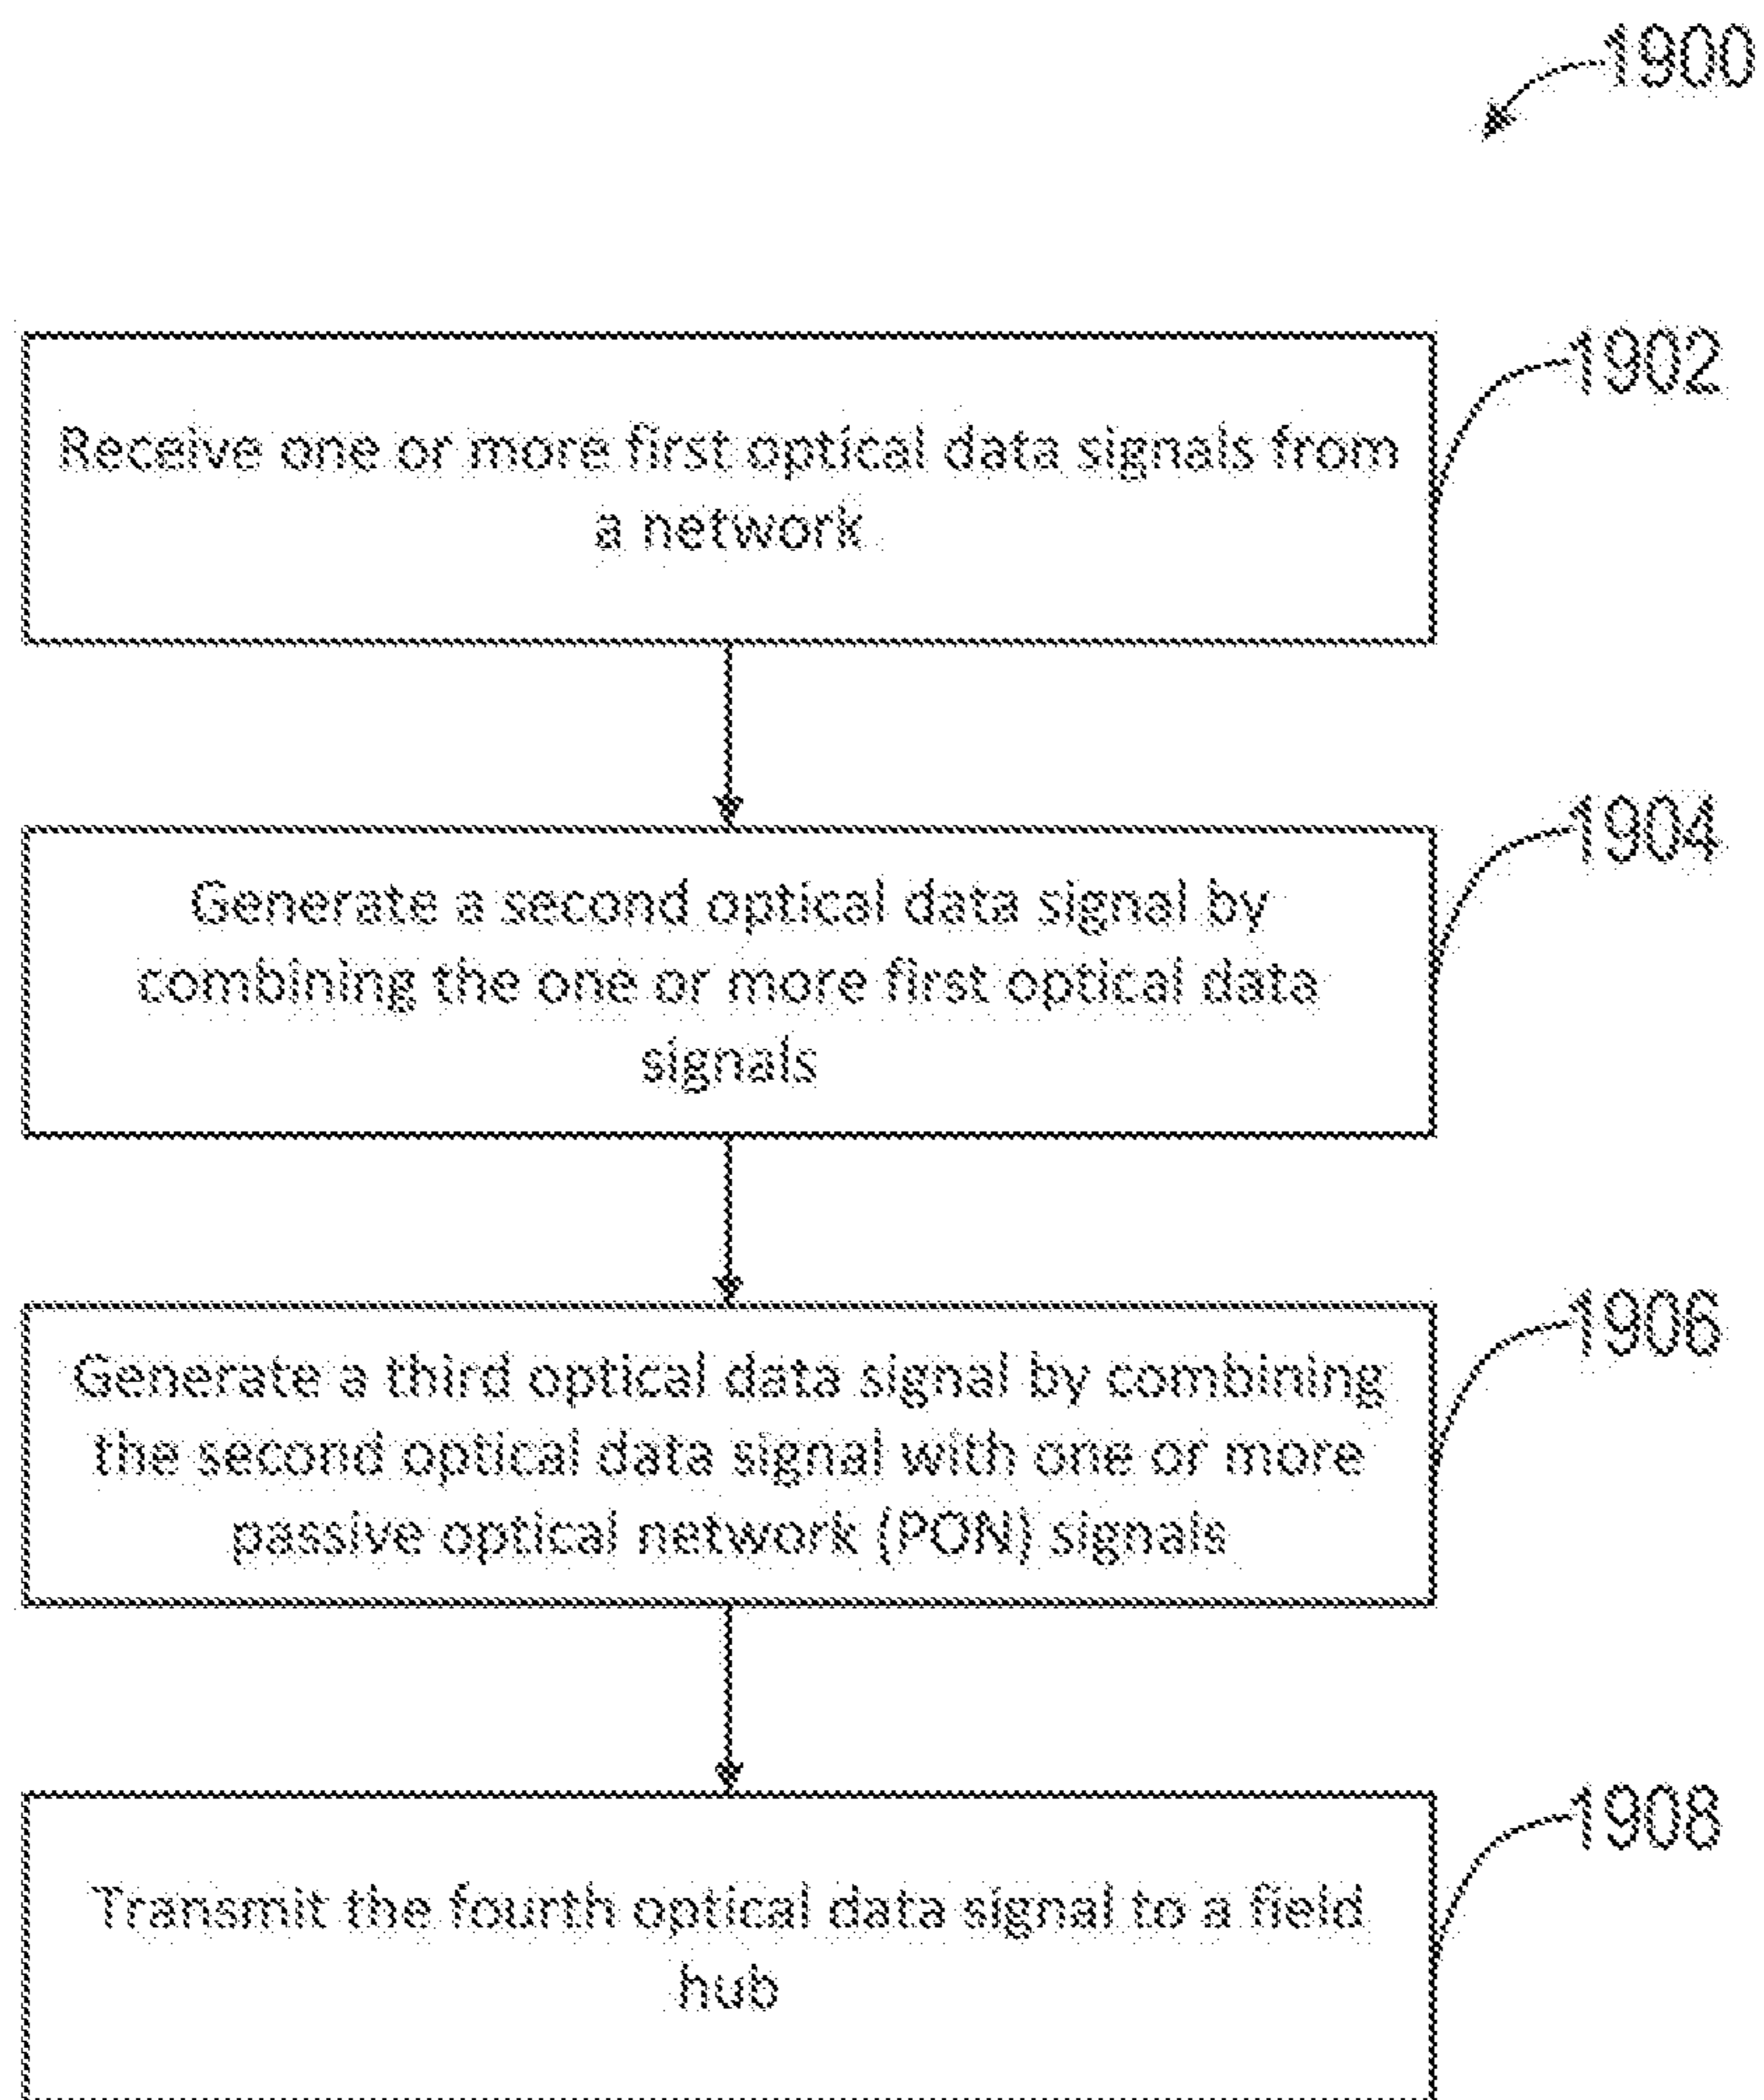 1900
1902
Receive one or more first optical data signals from
a network
1904
Generate a second optical data signal by
combining the one or more first optical data
signals
1906
Generate a third optical data signal by combining
the second optical data signal with one or more
passive optical network (PON) signals
1908
Transmit the fourth optical data signal to a field
hub